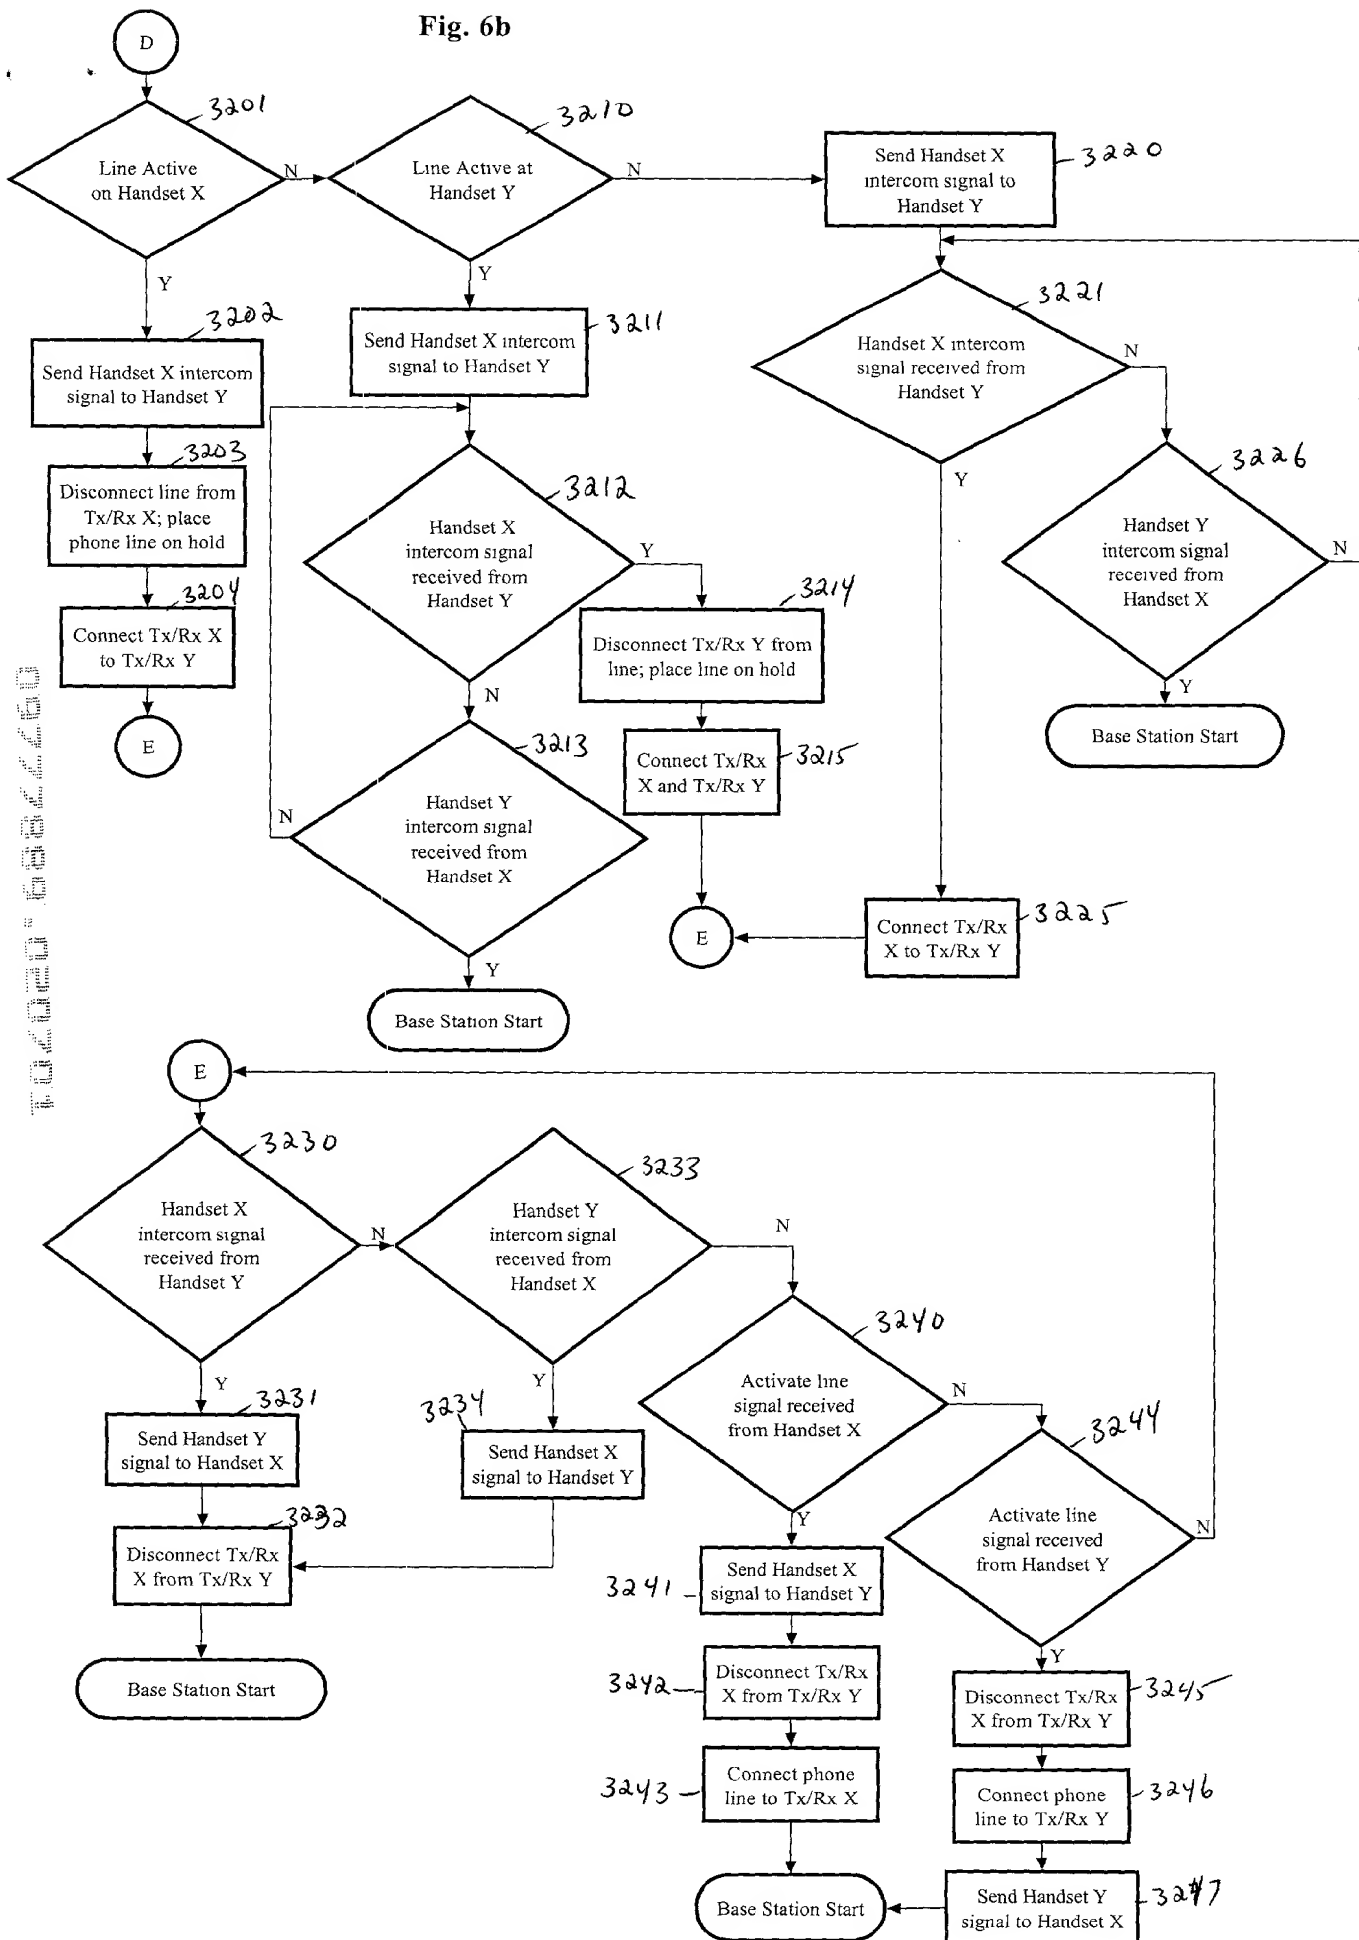 Fig. 6b
D
3201
Line Active
on Handset X
N
Y
3210
Line Active at
Handset Y
N
Y
Send Handset X
intercom signal to
Handset Y
3220
3202
Send Handset X intercom
signal to Handset Y
3203
Disconnect line from
Tx/Rx X; place
phone line on hold
3204
Connect Tx/Rx X
to Tx/Rx Y
E
3211
Send Handset X intercom
signal to Handset Y
3212
Handset X
intercom signal
received from
Handset Y
Y
N
3213
Handset Y
intercom signal
received from
Handset X
N
Y
Base Station Start
3214
Disconnect Tx/Rx Y from
line; place line on hold
Connect Tx/Rx
X and Tx/Rx Y
3215
E
3221
Handset X intercom
signal received from
Handset Y
N
Y
3226
Handset Y
intercom signal
received from
Handset X
N
Y
Base Station Start
Connect Tx/Rx
X to Tx/Rx Y
3225
E
3230
Handset X
intercom signal
received from
Handset Y
N
Y
3231
Send Handset Y
signal to Handset X
3232
Disconnect Tx/Rx
X from Tx/Rx Y
Base Station Start
3233
Handset Y
intercom signal
received from
Handset X
N
Y
3234
Send Handset X
signal to Handset Y
3240
Activate line
signal received
from Handset X
N
Y
3241
Send Handset X
signal to Handset Y
3242
Disconnect Tx/Rx
X from Tx/Rx Y
3243
Connect phone
line to Tx/Rx X
Base Station Start
3244
Activate line
signal received
from Handset Y
N
Y
Disconnect Tx/Rx
X from Tx/Rx Y
3245
Connect phone
line to Tx/Rx Y
3246
Send Handset Y
signal to Handset X
3247